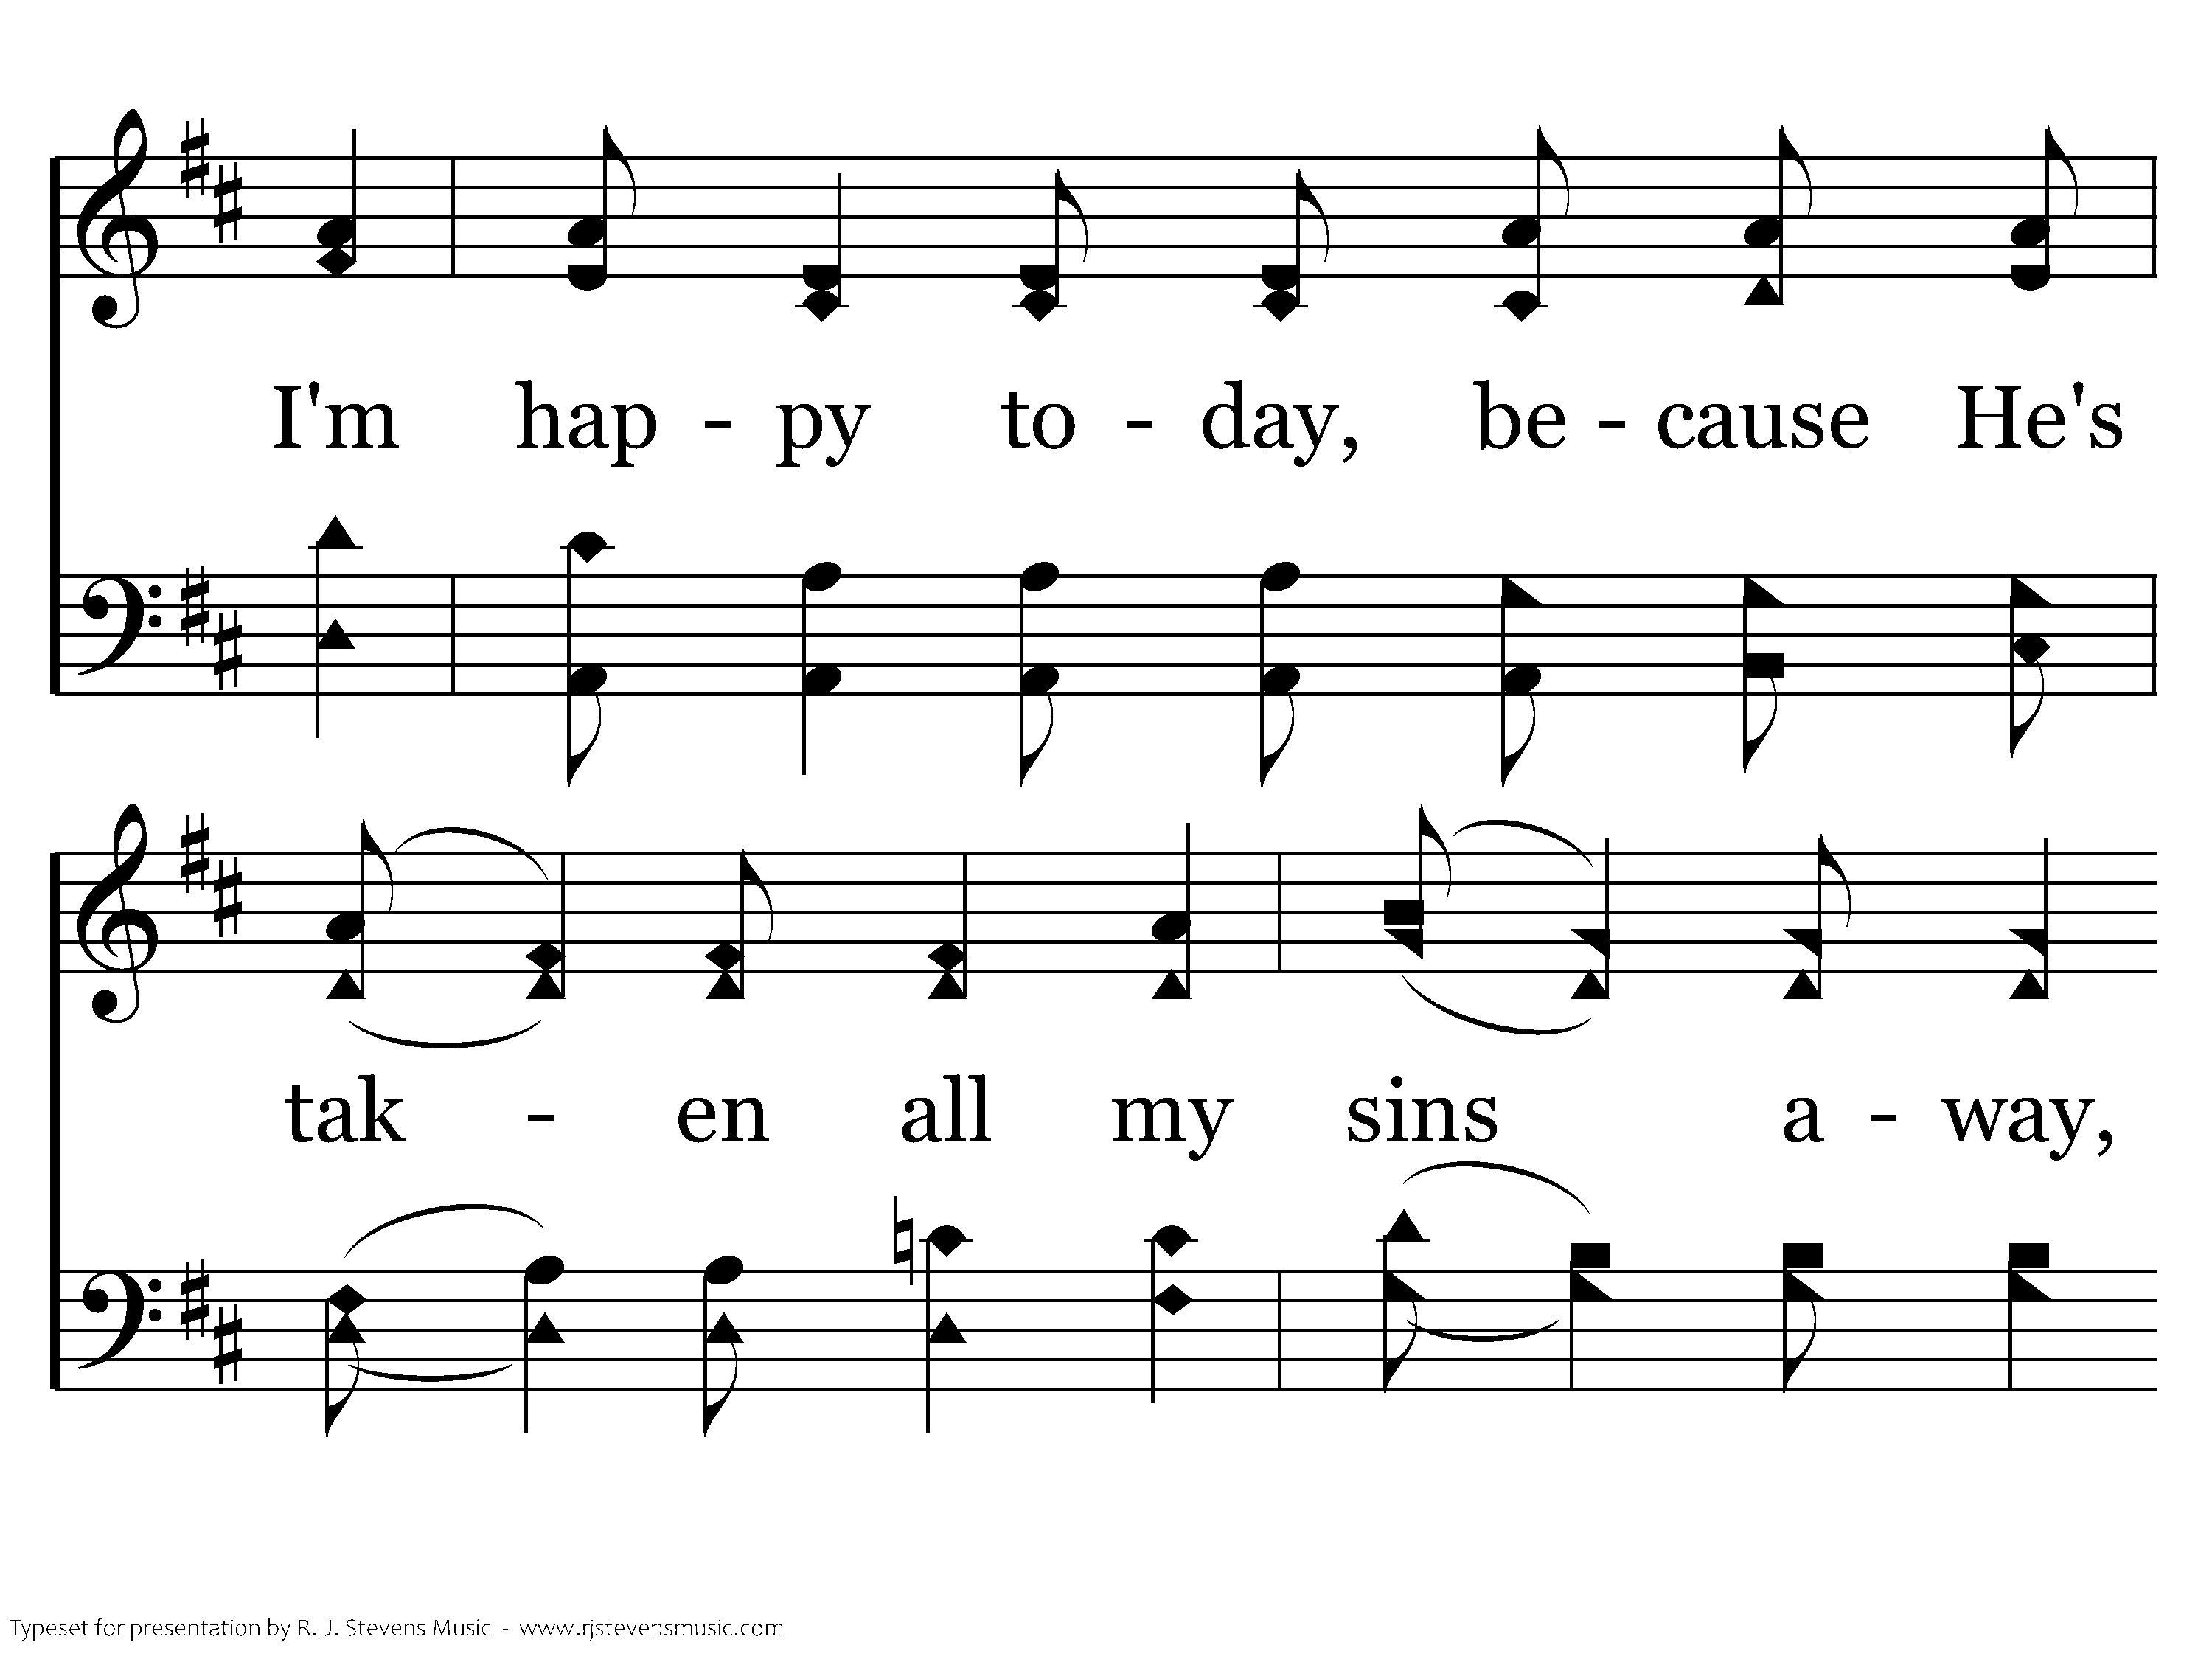 I'm hap - py to - day, be - cause He's
tak - en all my sins a - way,
Typeset for presentation by R. J. Stevens Music - www.rjstevensmusic.com